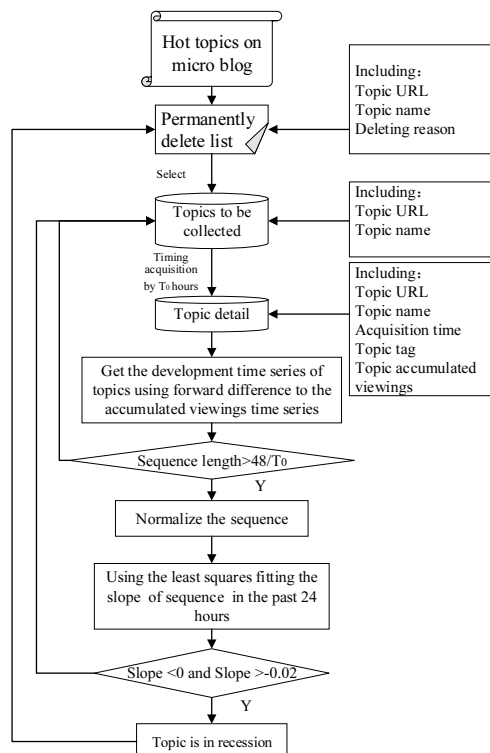 Hot topics on
micro blog
Including：
Topic URL
Topic name
Deleting reason
Permanently
delete list
Select
Topics to be
collected
Including：
Topic URL
Topic name
Timing
acquisition
by T₀ hours
Topic detail
Including：
Topic URL
Topic name
Acquisition time
Topic tag
Topic accumulated
viewings
Get the development time series of
topics using forward difference to the
accumulated viewings time series
Sequence length>48/T₀
Y
Normalize the sequence
Using the least squares fitting the
slope of sequence in the past 24
hours
Slope <0 and Slope >-0.02
Y
Topic is in recession